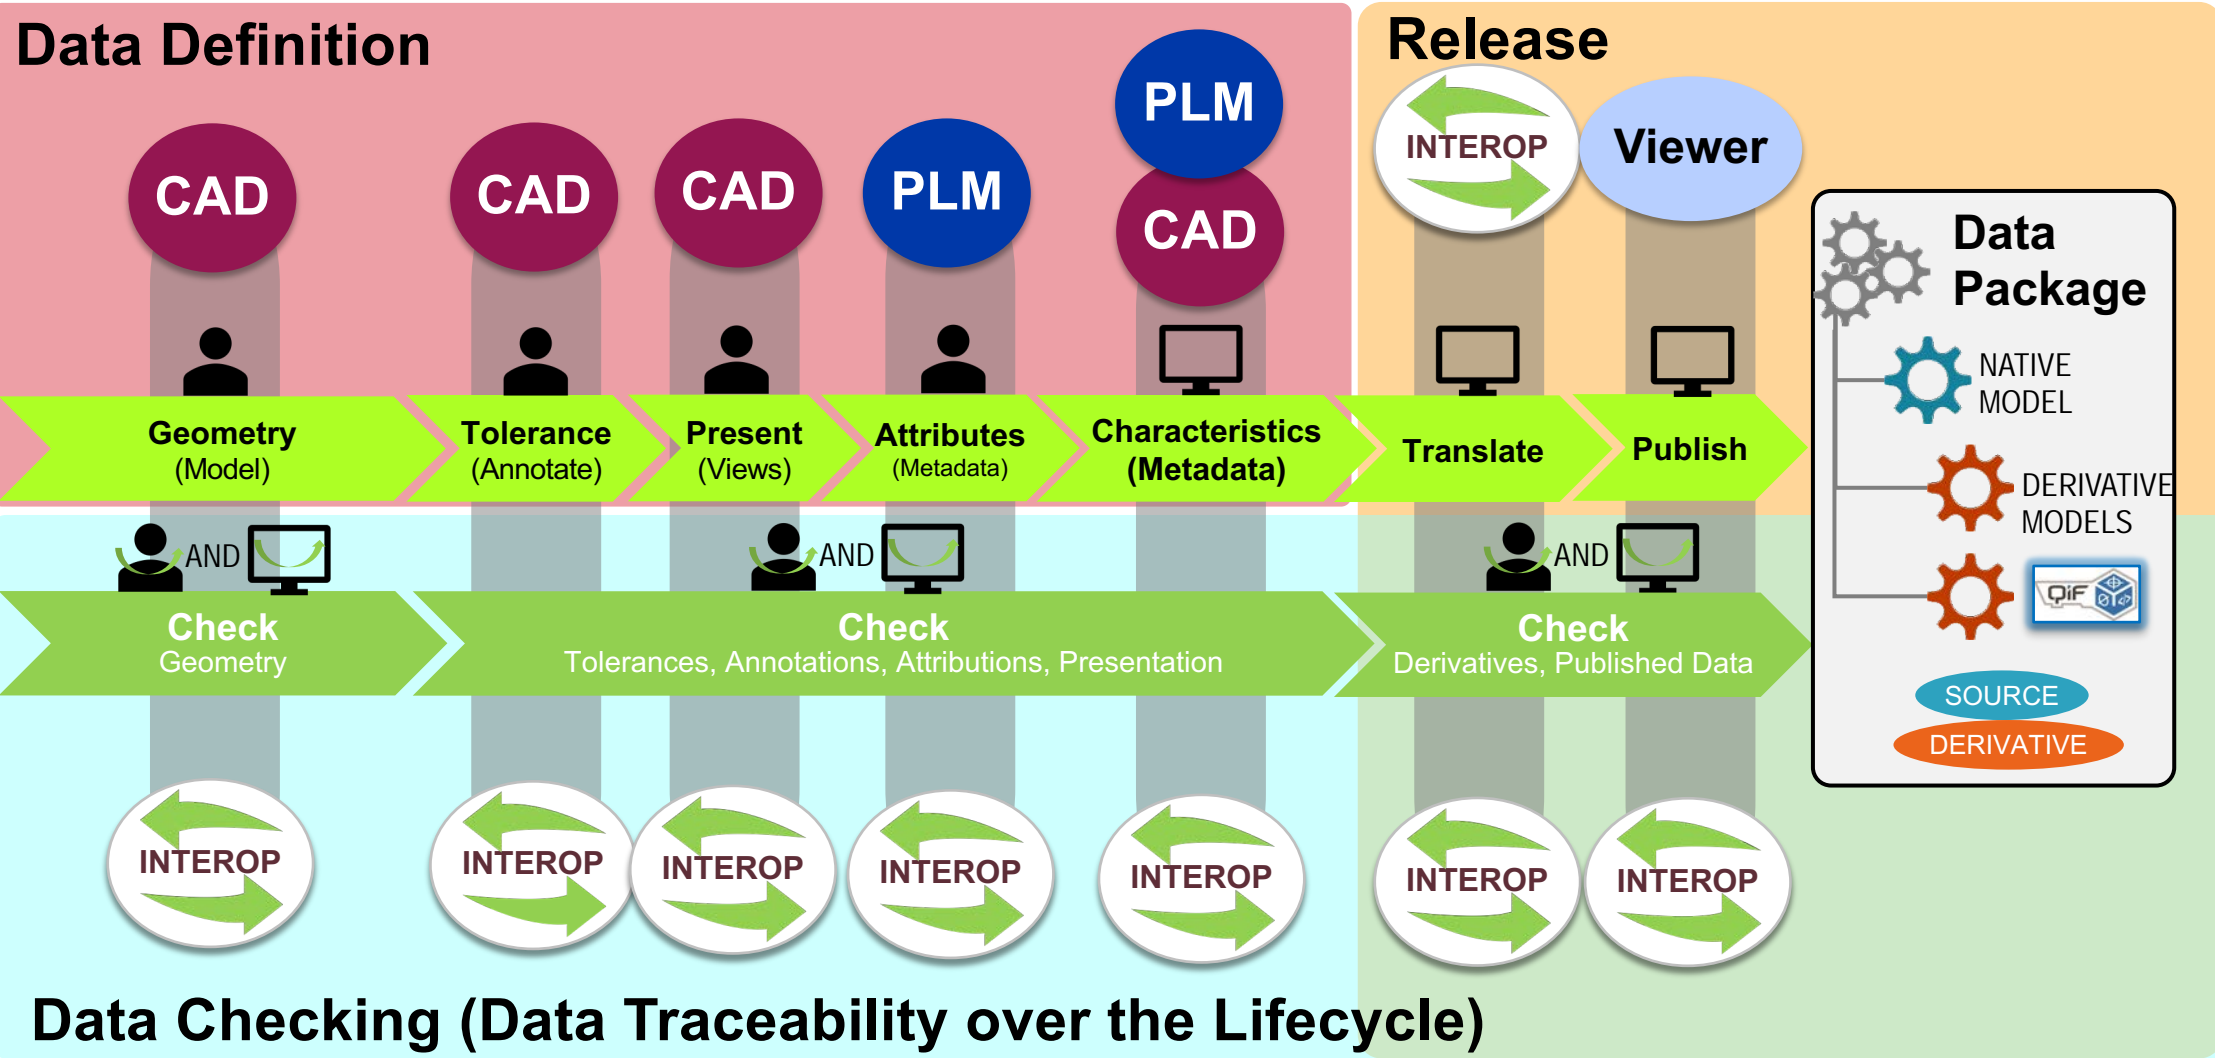 Data Definition
Release
PLM
CAD
CAD
CAD
PLM
CAD
INTEROP
Viewer
Data
Package
NATIVE
MODEL
DERIVATIVE
MODELS
QiF
SOURCE
DERIVATIVE
Geometry
(Model)
Tolerance
(Annotate)
Present
(Views)
Attributes
(Metadata)
Characteristics
(Metadata)
Translate
Publish
AND
AND
AND
Check
Geometry
Check
Tolerances, Annotations, Attributions, Presentation
Check
Derivatives, Published Data
INTEROP
INTEROP
INTEROP
INTEROP
INTEROP
INTEROP
INTEROP
Data Checking (Data Traceability over the Lifecycle)